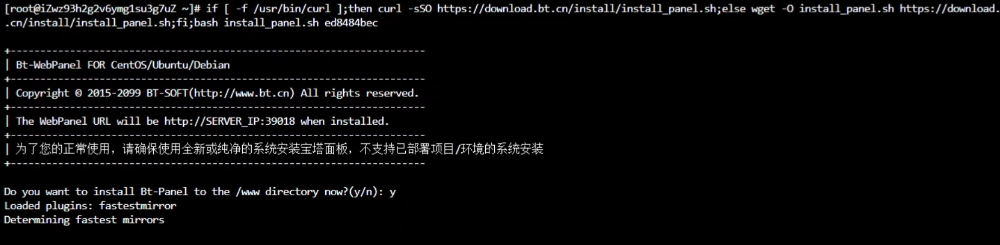 [root@iZwz93h2g2v6ymg1su3g7uZ ~]# if [ -f /usr/bin/curl ];then curl -sSO https://download.bt.cn/install/install_panel.sh;else wget -O install_panel.sh https://download.
.cn/install/install_panel.sh;fi;bash install_panel.sh ed8484bec
+----------------------------------------------------------------------
| Bt-WebPanel FOR CentOS/Ubuntu/Debian
+----------------------------------------------------------------------
| Copyright © 2015-2099 BT-SOFT(http://www.bt.cn) All rights reserved.
+----------------------------------------------------------------------
| The WebPanel URL will be http://SERVER_IP:39018 when installed.
+----------------------------------------------------------------------
| 为了您的正常使用，请确保使用全新或纯净的系统安装宝塔面板，不支持已部署项目/环境的系统安装
+----------------------------------------------------------------------
Do you want to install Bt-Panel to the /www directory now?(y/n): y
Loaded plugins: fastestmirror
Determining fastest mirrors